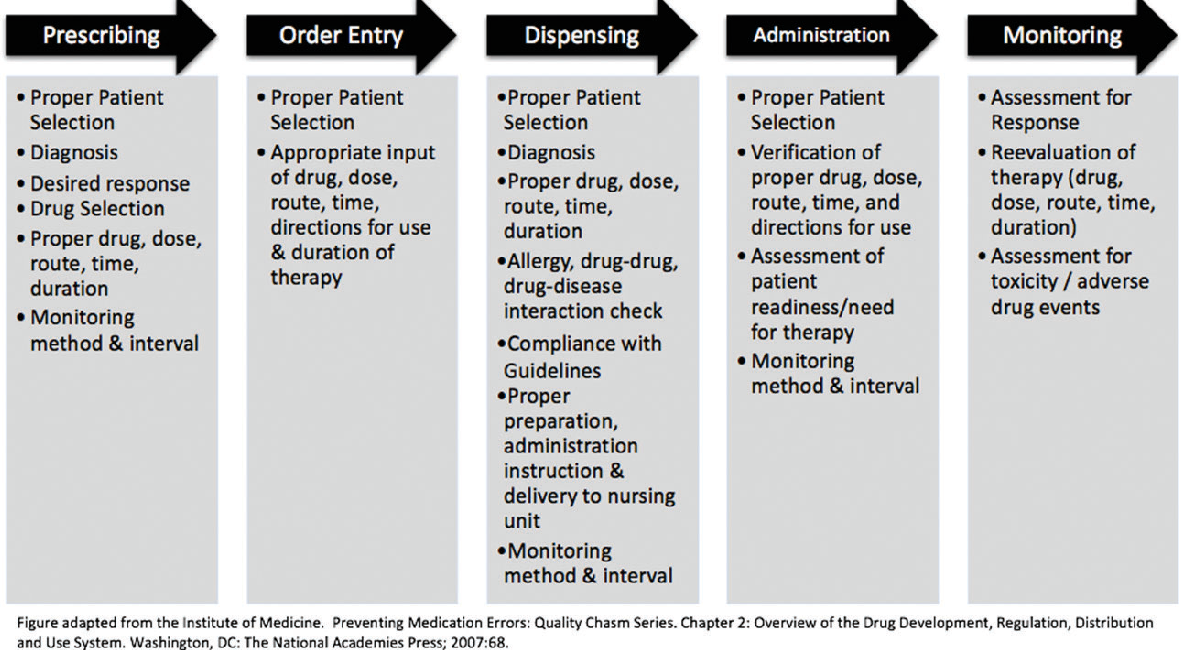 Prescribing
• Proper Patient
Selection
• Diagnosis
• Desired response
• Drug Selection
• Proper drug, dose,
route, time,
duration
• Monitoring
method & interval
Order Entry
• Proper Patient
Selection
• Appropriate input
of drug, dose,
route, time,
directions for use
& duration of
therapy
Dispensing
•Proper Patient
Selection
•Diagnosis
•Proper drug, dose,
route, time,
duration
•Allergy, drug-drug,
drug-disease
interaction check
•Compliance with
Guidelines
•Proper
preparation,
administration
instruction &
delivery to nursing
unit
•Monitoring
method & interval
Administration
• Proper Patient
Selection
• Verification of
proper drug, dose,
route, time, and
directions for use
• Assessment of
patient
readiness/need
for therapy
• Monitoring
method & interval
Monitoring
• Assessment for
Response
• Reevaluation of
therapy (drug,
dose, route, time,
duration)
• Assessment for
toxicity / adverse
drug events
Figure adapted from the Institute of Medicine. Preventing Medication Errors: Quality Chasm Series. Chapter 2: Overview of the Drug Development, Regulation, Distribution
and Use System. Washington, DC: The National Academies Press; 2007:68.